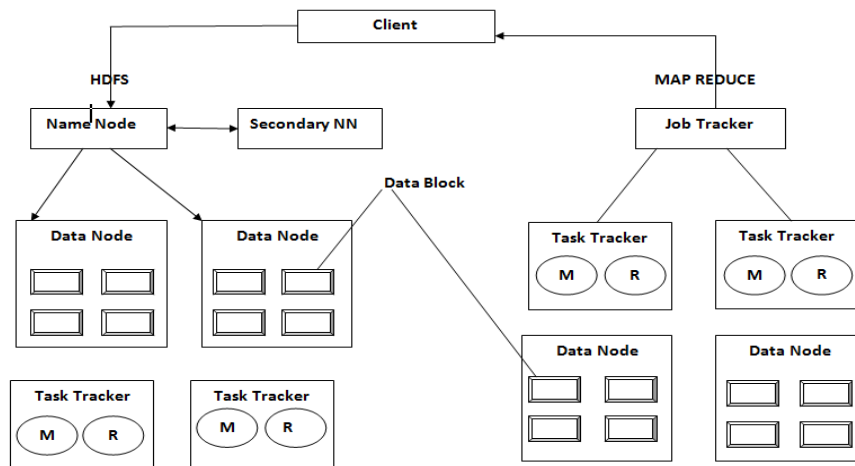 Client
HDFS
MAP REDUCE
Name Node
Secondary NN
Job Tracker
Data Block
Data Node
Data Node
Task Tracker
M
R
Task Tracker
M
R
Data Node
Data Node
Task Tracker
M
R
Task Tracker
M
R